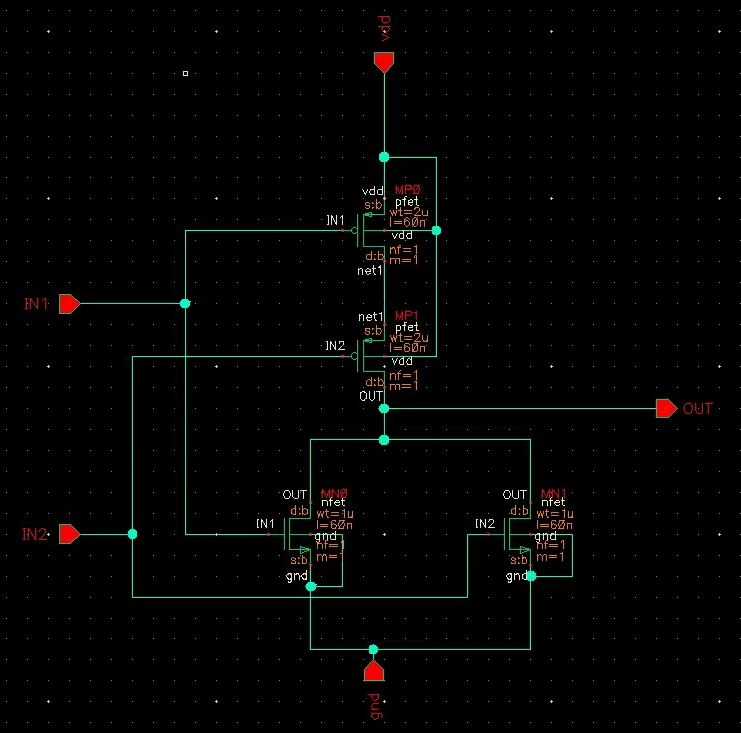 vdd
vdd
MP0
s:b
pfet
wt=2u
l=60n
IN1
vdd
d:b
nf=1
m=1
net1
IN1
net1
MP1
s:b
pfet
wt=2u
l=60n
IN2
vdd
d:b
nf=1
m=1
OUT
OUT
OUT
MN0
nfet
d:b
wt=1u
l=60n
IN1
gnd
nf=1
s:b
m=1
gnd
OUT
MN1
nfet
d:b
wt=1u
l=60n
IN2
gnd
nf=1
s:b
m=1
gnd
IN2
gnd